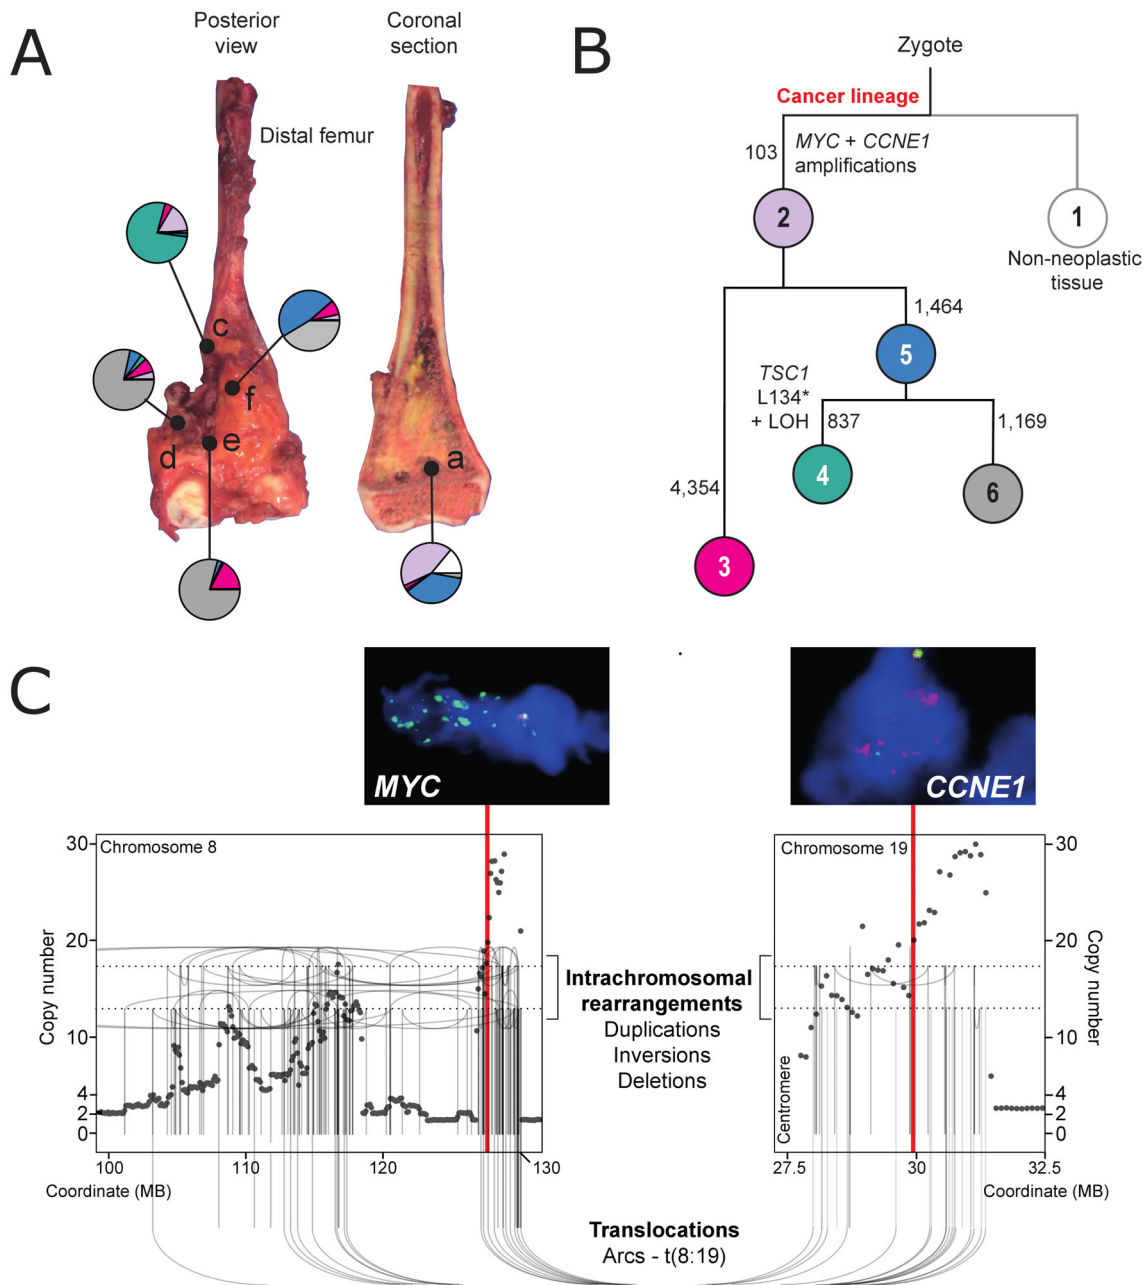 A
Posterior
view
Coronal
section
Distal femur
c
f
d
e
a
B
Zygote
Cancer lineage
103
MYC + CCNE1
amplifications
2
1
Non-neoplastic
tissue
1,464
5
TSC1
L134*
+ LOH
837
1,169
4
6
4,354
3
C
MYC
CCNE1
Chromosome 8
30
20
10
4
2
0
Copy number
100
110
120
130
Coordinate (MB)
Intrachromosomal
rearrangements
Duplications
Inversions
Deletions
Chromosome 19
Centromere
30
20
10
4
2
0
Copy number
27.5
30
32.5
Coordinate (MB)
Translocations
Arcs - t(8:19)